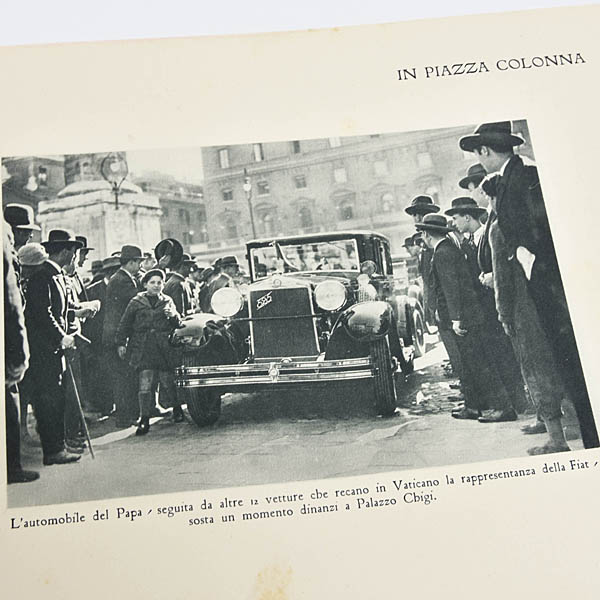 IN PIAZZA COLONNA
525
L'automobile del Papa, seguita da altre 12 vetture che recano in Vaticano la rappresentanza della Fiat,
sosta un momento dinanzi a Palazzo Chigi.